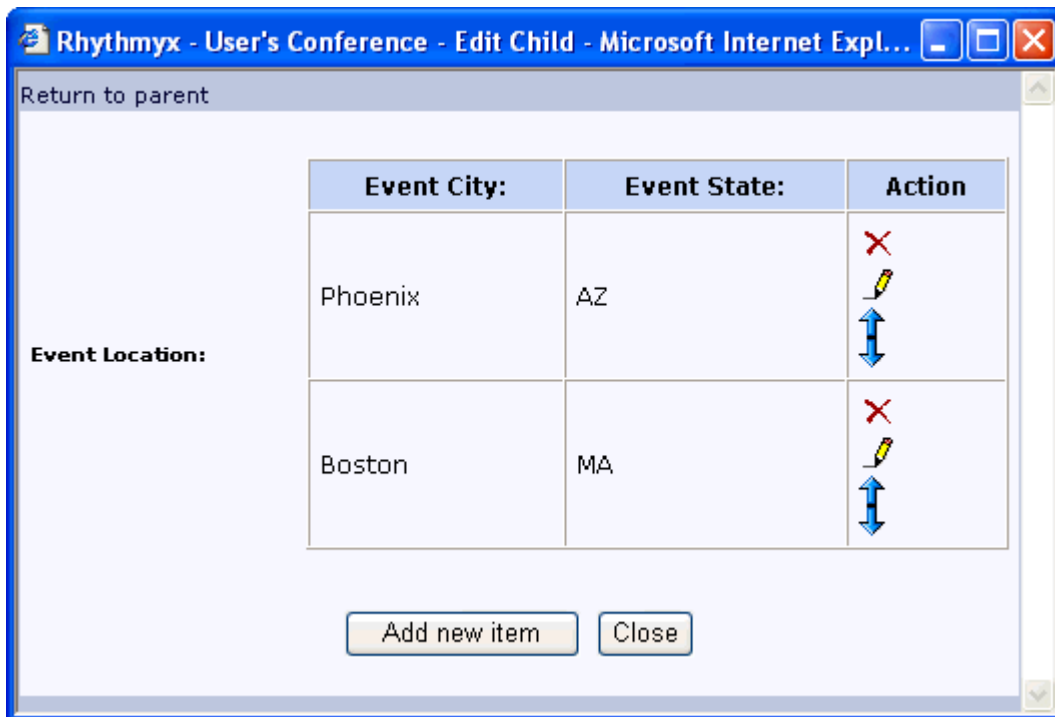 Rhythmyx - User's Conference - Edit Child - Microsoft Internet Expl...
Return to parent
Event City: Event State: Action
Phoenix AZ
Event Location:
Boston MA
Add new item Close